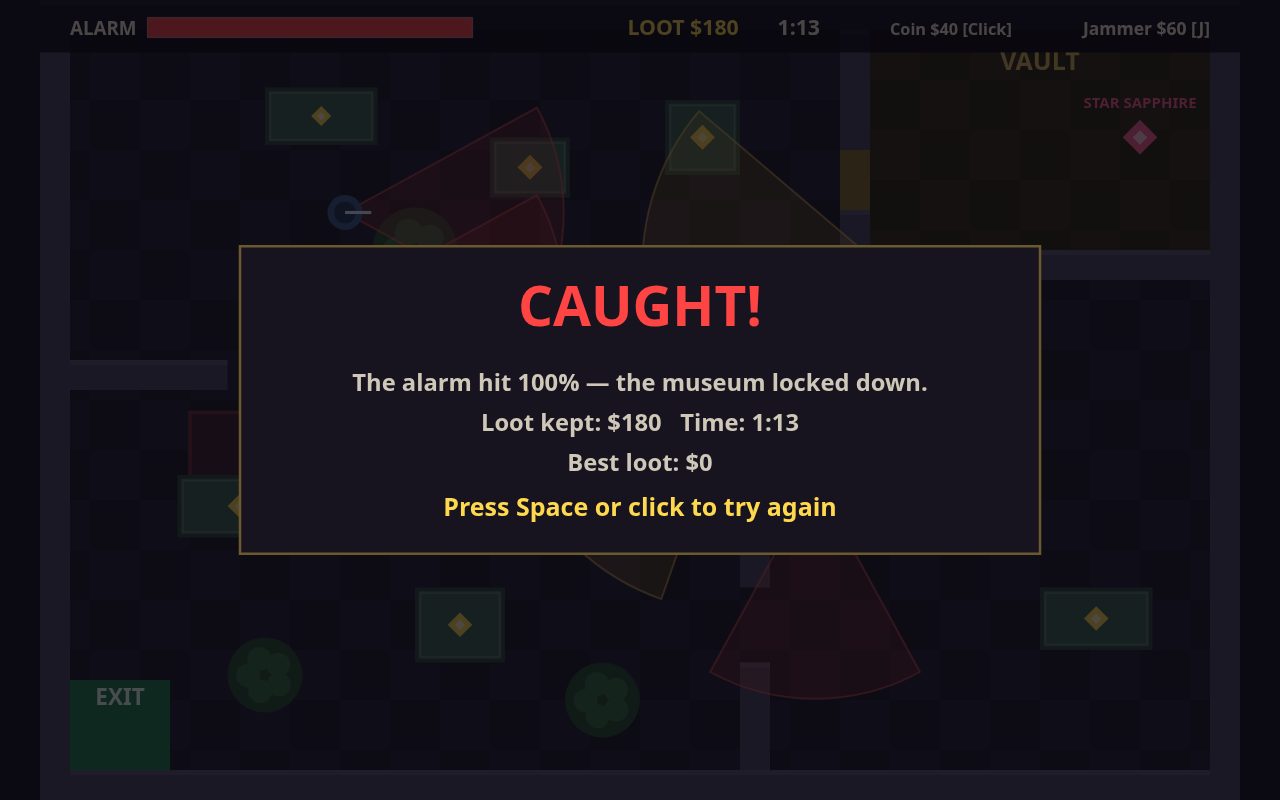 ALARM
LOOT $180
1:13
Coin $40 [Click]
Jammer $60 [J]
VAULT
STAR SAPPHIRE
CAUGHT!
The alarm hit 100% — the museum locked down.
Loot kept: $180 Time: 1:13
Best loot: $0
Press Space or click to try again
EXIT